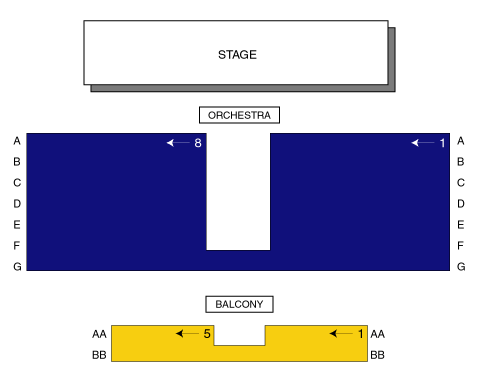 STAGE
ORCHESTRA
A 8 1 A
B B
C C
D D
E E
F F
G G
BALCONY
AA 5 1 AA
BB BB